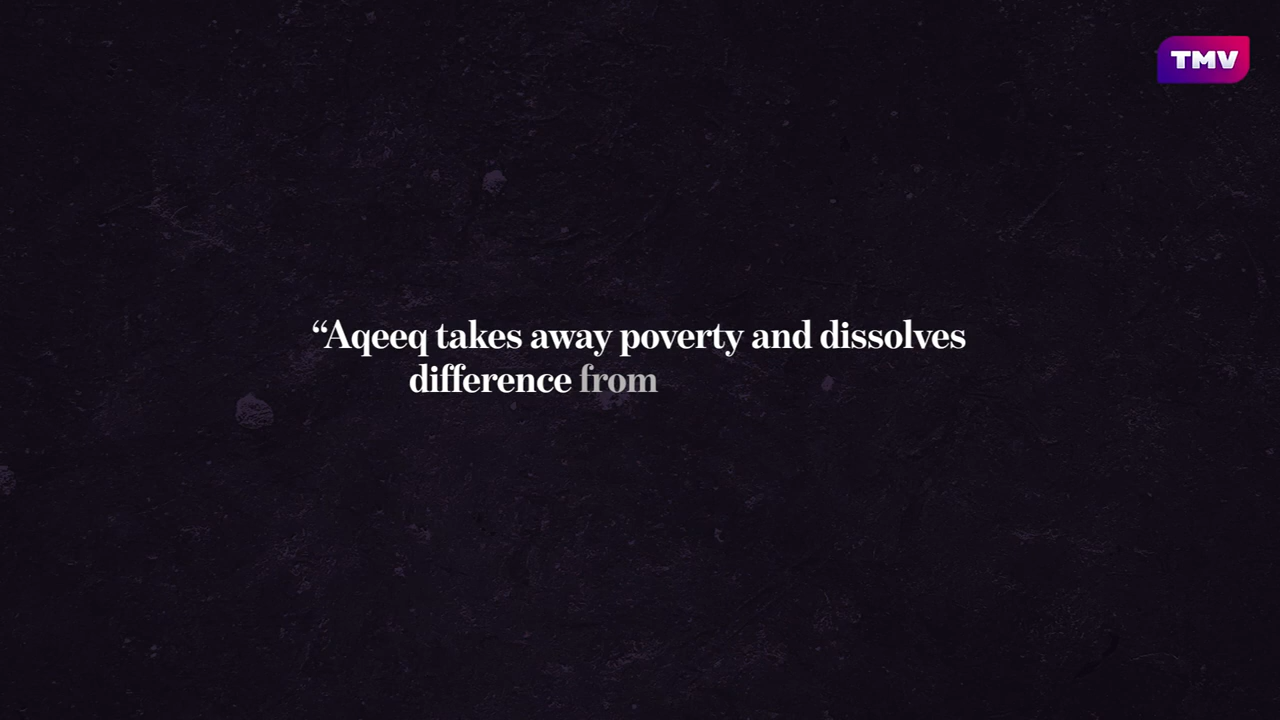 TMV
“Aqeeq takes away poverty and dissolves
difference from